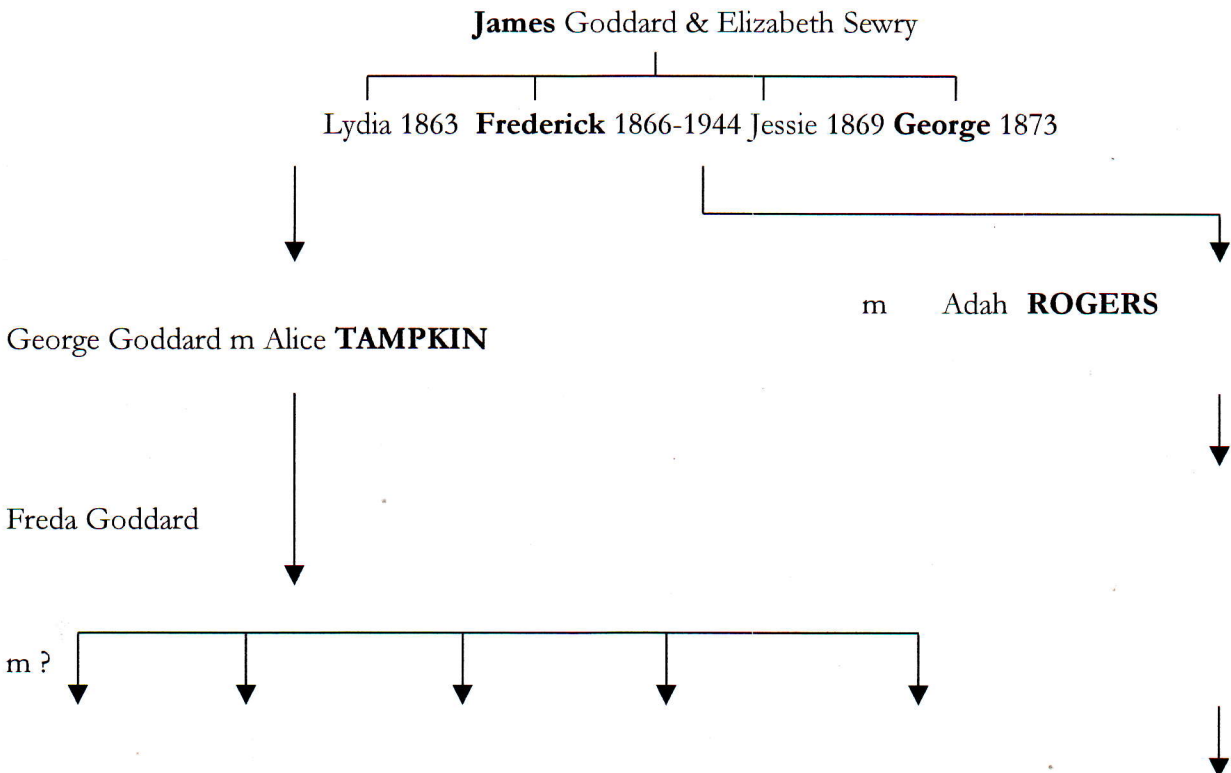 James Goddard & Elizabeth Sewry
Lydia 1863 Frederick 1866-1944 Jessie 1869 George 1873
m Adah ROGERS
George Goddard m Alice TAMPKIN
Freda Goddard
m ?